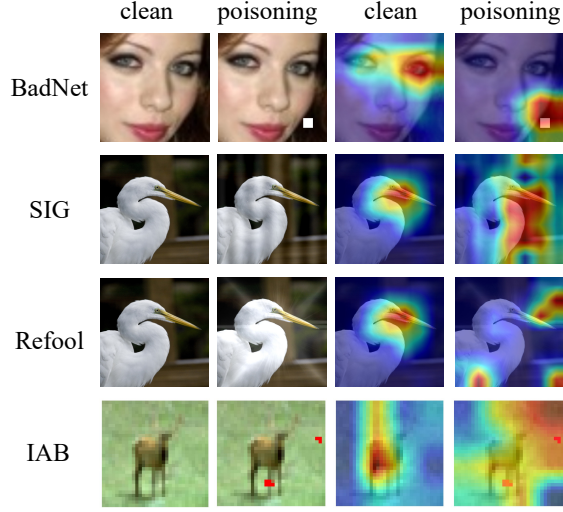 clean poisoning clean poisoning
BadNet
SIG
Refool
IAB